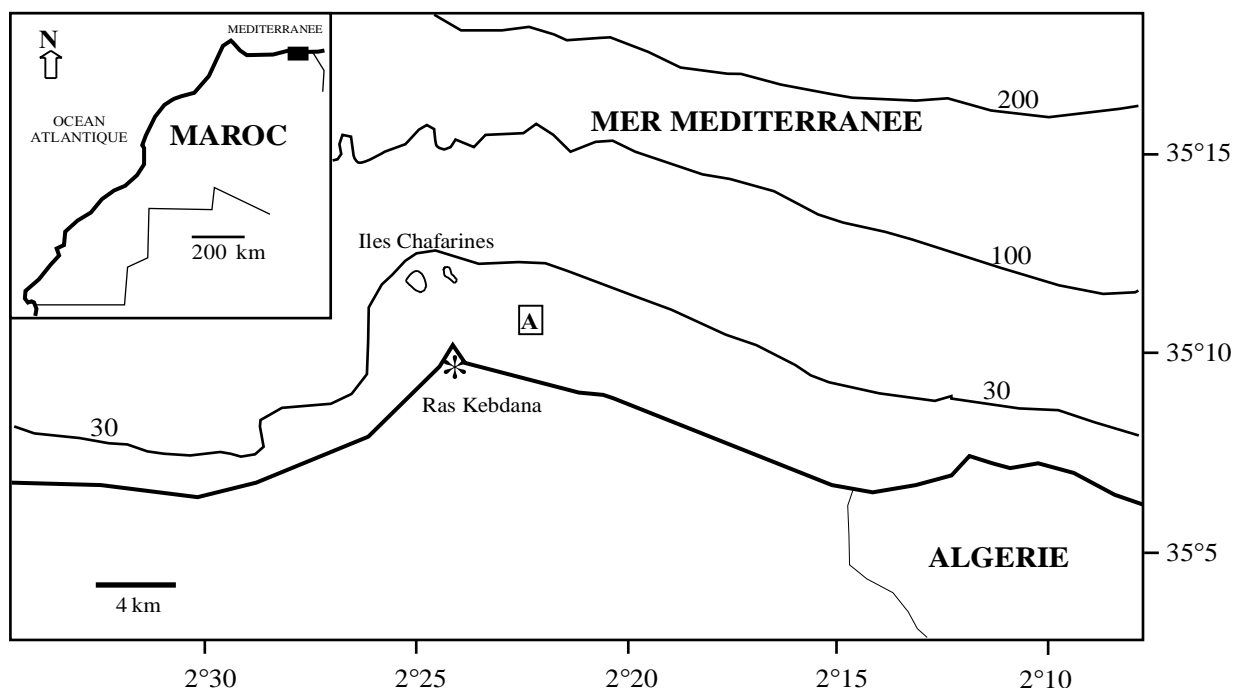 MEDITERRANEE
N
OCEAN
ATLANTIQUE
MAROC
200 km
200
MER MEDITERRANEE
35°15
Iles Chafarines
100
A
35°10
Ras Kebdana
30
30
ALGERIE
35°5
4 km
2°30
2°25
2°20
2°15
2°10